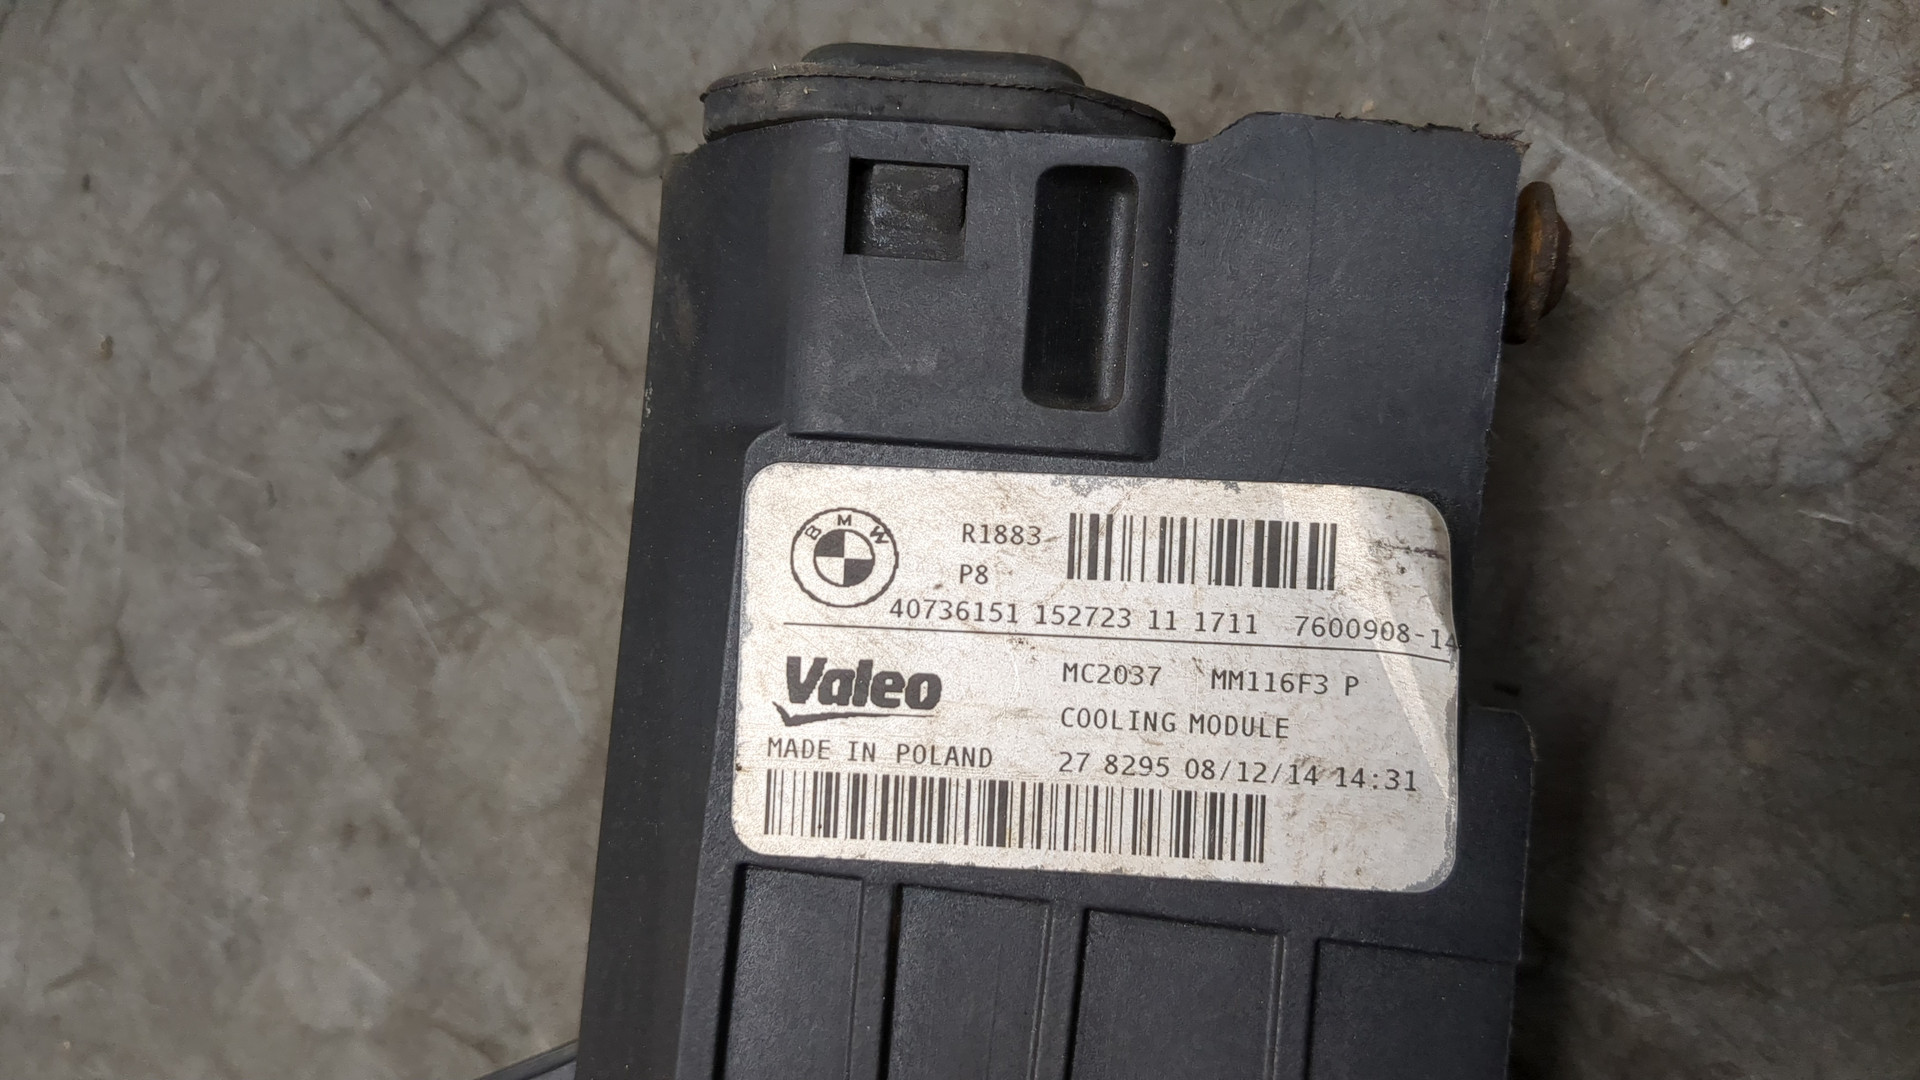 BMW
R1883
P8
40736151 152723 11 1711 7600908-14
Valeo
MC2037 MM116F3 P
COOLING MODULE
MADE IN POLAND
27 8295 08/12/14 14:31